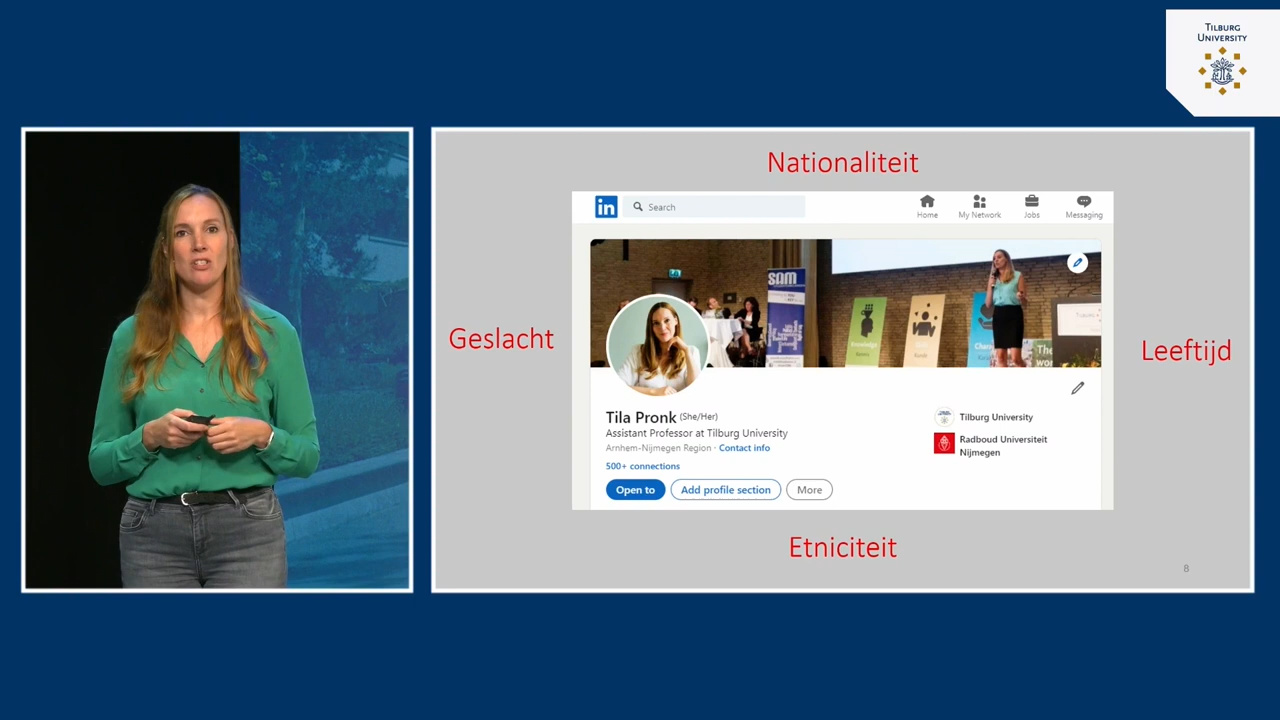 TILBURG
UNIVERSITY
Nationaliteit
in
Search
Home
My Network
Jobs
Messaging
SAM
Geslacht
Leeftijd
Tila Pronk (She/Her)
Assistant Professor at Tilburg University
Arnhem-Nijmegen Region · Contact info
500+ connections
Open to
Add profile section
More
Tilburg University
Radboud Universiteit
Nijmegen
Etniciteit
8